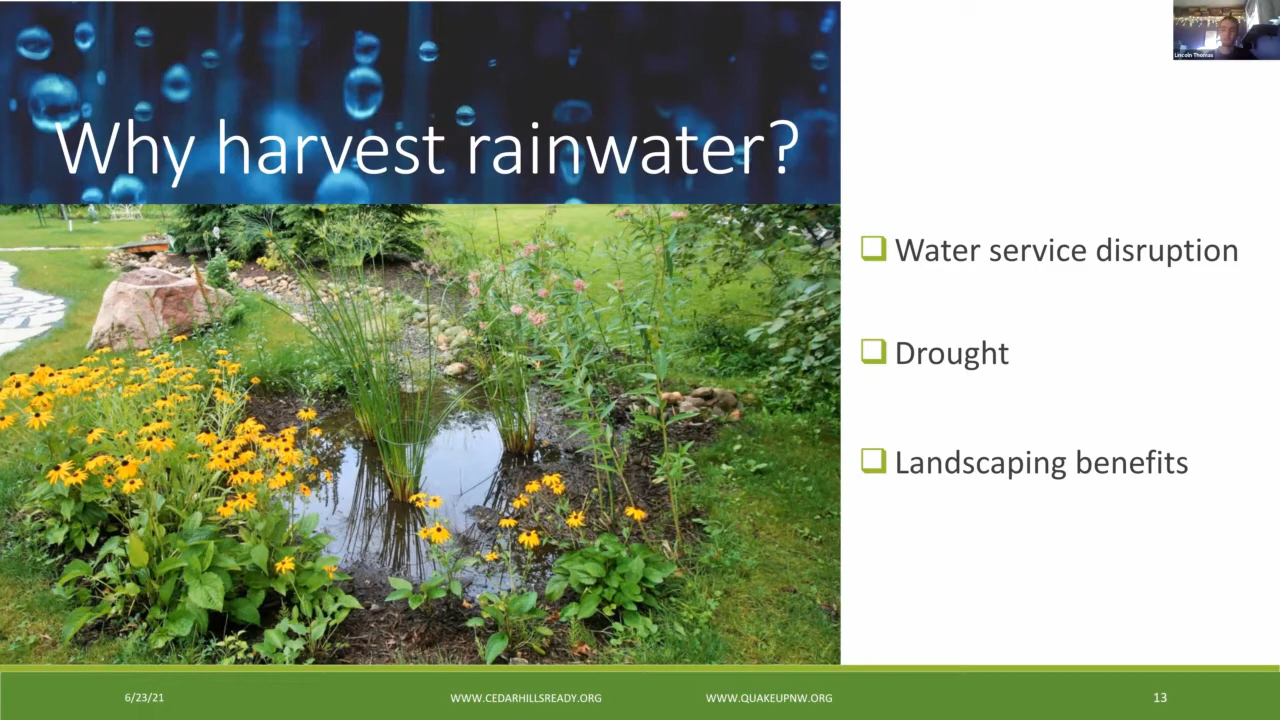 Why harvest rainwater?
Lincoln Thomas
Water service disruption
Drought
Landscaping benefits
6/23/21
WWW.CEDARHILLSREADY.ORG
WWW.QUAKEUPNW.ORG
13